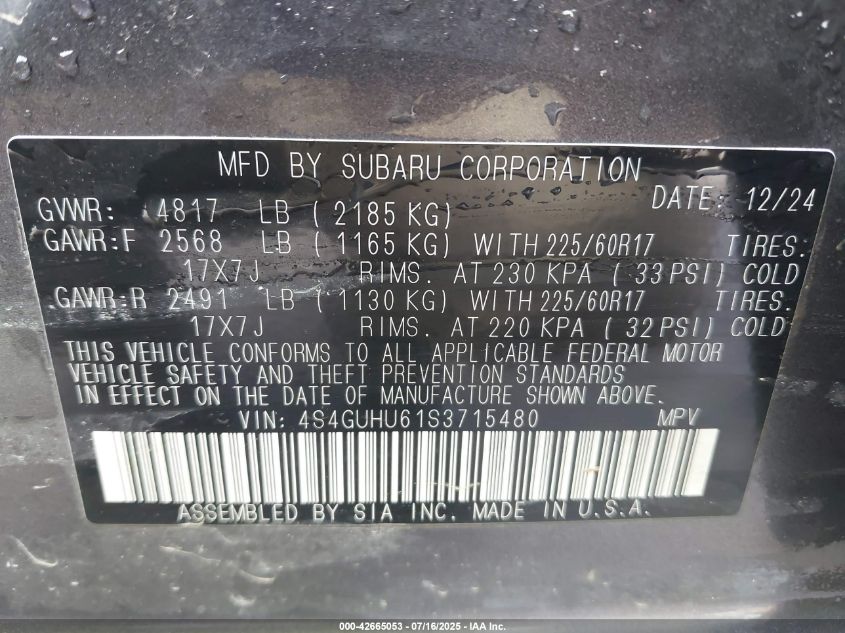 MFD BY SUBARU CORPORATION
DATE: 12/24
GVWR: 4817 LB ( 2185 KG)
GAWR:F 2568 LB ( 1165 KG) WITH 225/60R17 TIRES.
17X7J RIMS. AT 230 KPA ( 33 PSI) COLD
GAWR:R 2491 LB ( 1130 KG) WITH 225/60R17 TIRES.
17X7J RIMS. AT 220 KPA ( 32 PSI) COLD
THIS VEHICLE CONFORMS TO ALL APPLICABLE FEDERAL MOTOR
VEHICLE SAFETY AND THEFT PREVENTION STANDARDS
IN EFFECT ON THE DATE OF MANUFACTURE SHOWN ABOVE.
VIN: 4S4GUHU61S3715480 MPV
ASSEMBLED BY SIA INC. MADE IN U.S.A.
000-42665053 - 07/16/2025 - IAA Inc.